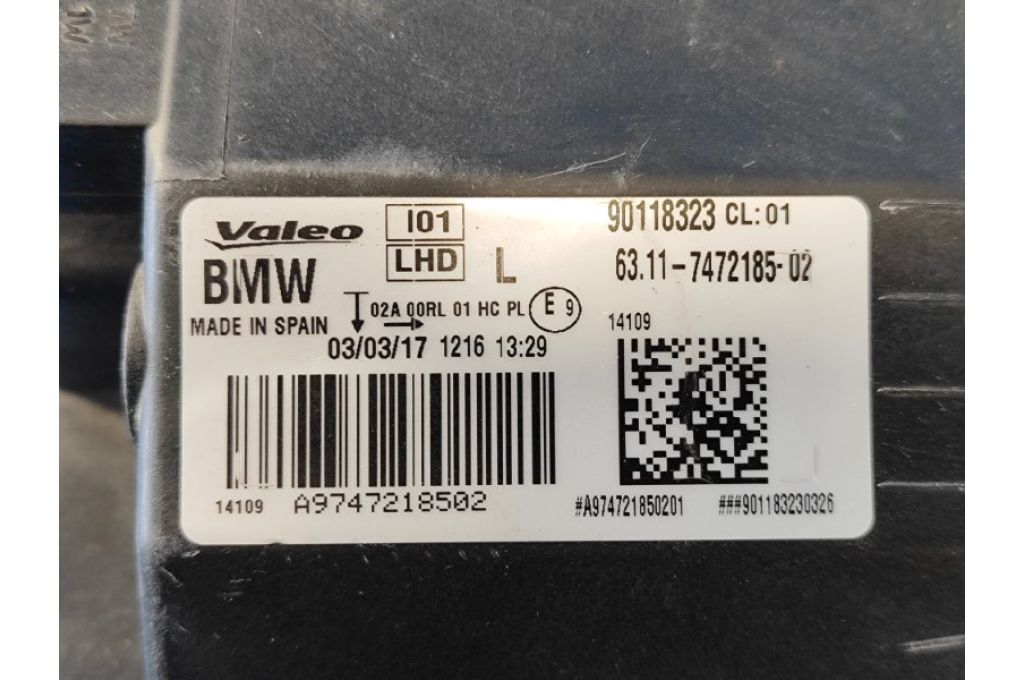 1W
Valeo
I01
90118323 CL:01
BMW
LHD
L
63.11-7472185-02
MADE IN SPAIN
02A 00RL 01 HC PL
E 9
14109
03/03/17 1216 13:29
14109
A9747218502
#A974721850201
###901183230326